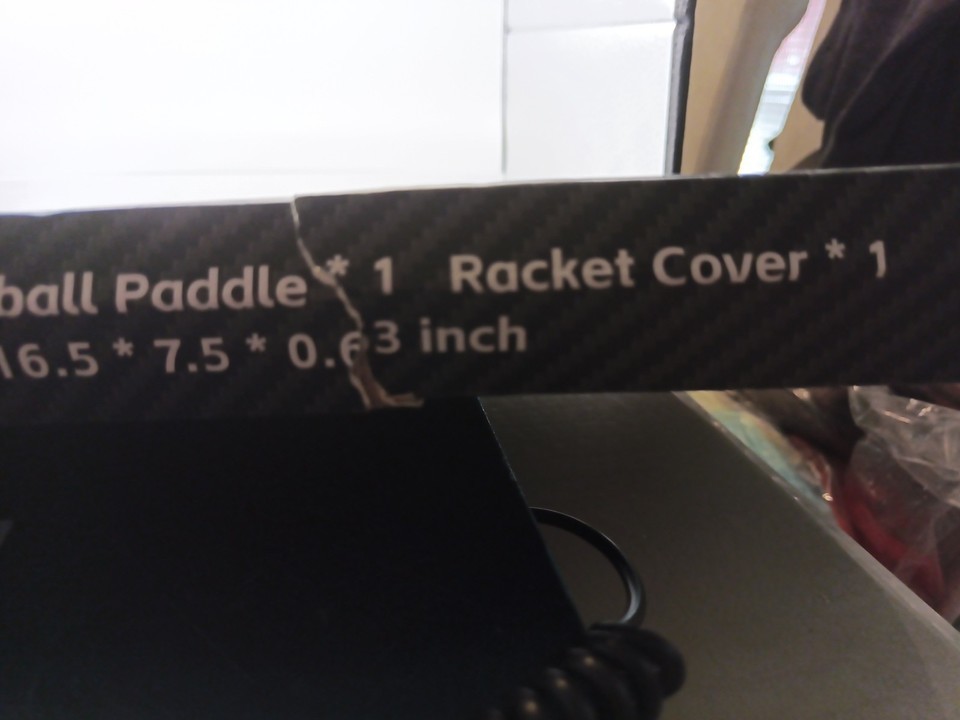 ball Paddle * 1 Racket Cover * 1
16.5 * 7.5 * 0.63 inch